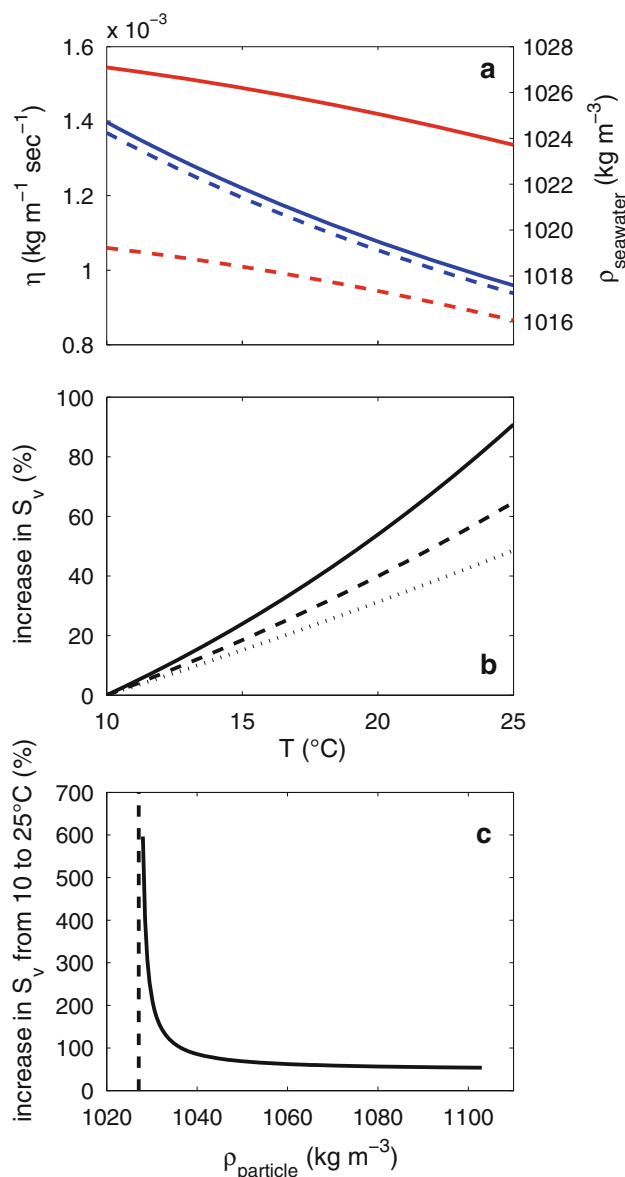 x 10⁻³
1.6
1.4
1.2
1
0.8
η (kg m⁻¹ sec⁻¹)
a
1028
1026
1024
1022
1020
1018
1016
ρseawater (kg m⁻³)
100
80
60
40
20
0
increase in Sv (%)
b
10 15 20 25
T (°C)
700
600
500
400
300
200
100
0
increase in Sv from 10 to 25°C (%)
c
1020 1040 1060 1080 1100
ρparticle (kg m⁻³)